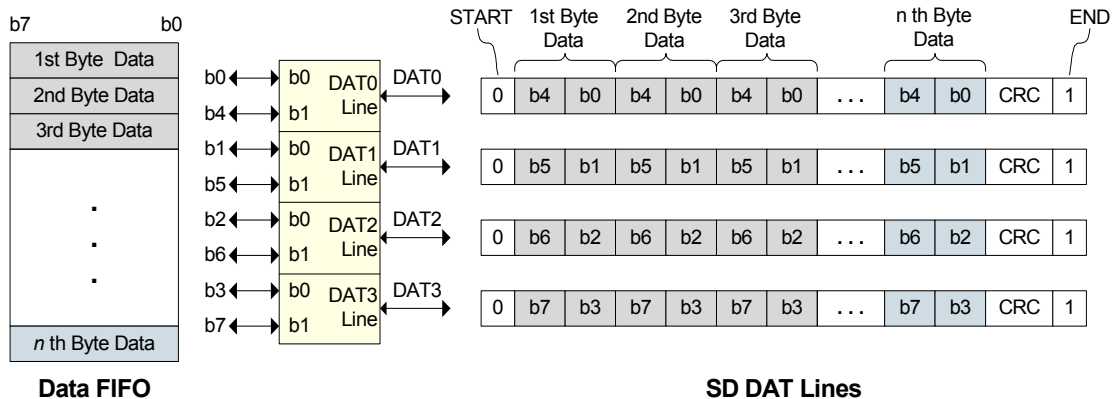 b7 b0
1st Byte Data
2nd Byte Data
3rd Byte Data
.
.
.
n th Byte Data
Data FIFO
b0 b0 DAT0 Line DAT0
b4 b1
b1 b0 DAT1 Line DAT1
b5 b1
b2 b0 DAT2 Line DAT2
b6 b1
b3 b0 DAT3 Line DAT3
b7 b1
START 1st Byte Data 2nd Byte Data 3rd Byte Data n th Byte Data END
0 b4 b0 b4 b0 b4 b0 . . . b4 b0 CRC 1
0 b5 b1 b5 b1 b5 b1 . . . b5 b1 CRC 1
0 b6 b2 b6 b2 b6 b2 . . . b6 b2 CRC 1
0 b7 b3 b7 b3 b7 b3 . . . b7 b3 CRC 1
SD DAT Lines